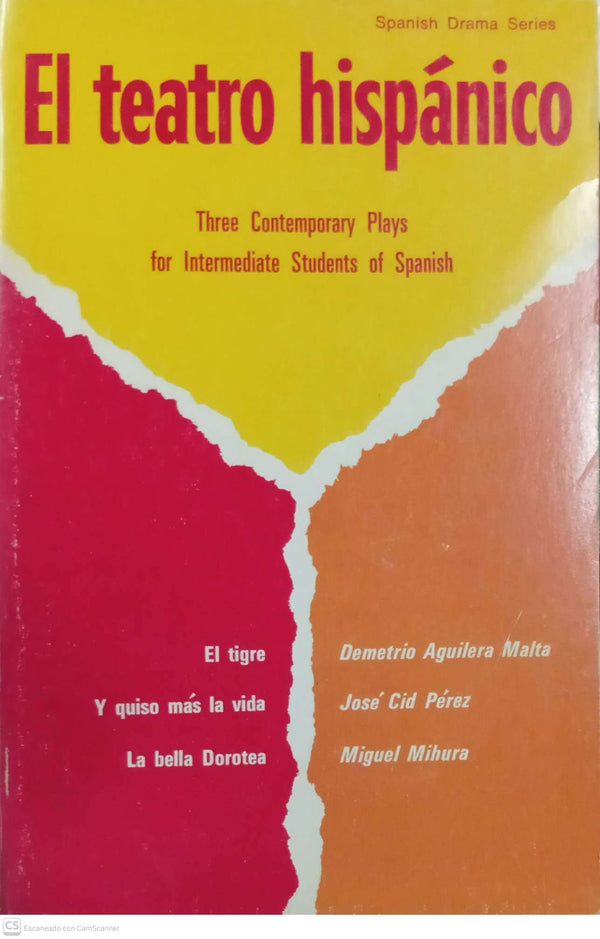 Spanish Drama Series
El teatro hispánico
Three Contemporary Plays
for Intermediate Students of Spanish
El tigre Demetrio Aguilera Malta
Y quiso más la vida José Cid Pérez
La bella Dorotea Miguel Mihura
CS Escaneado con CamScanner